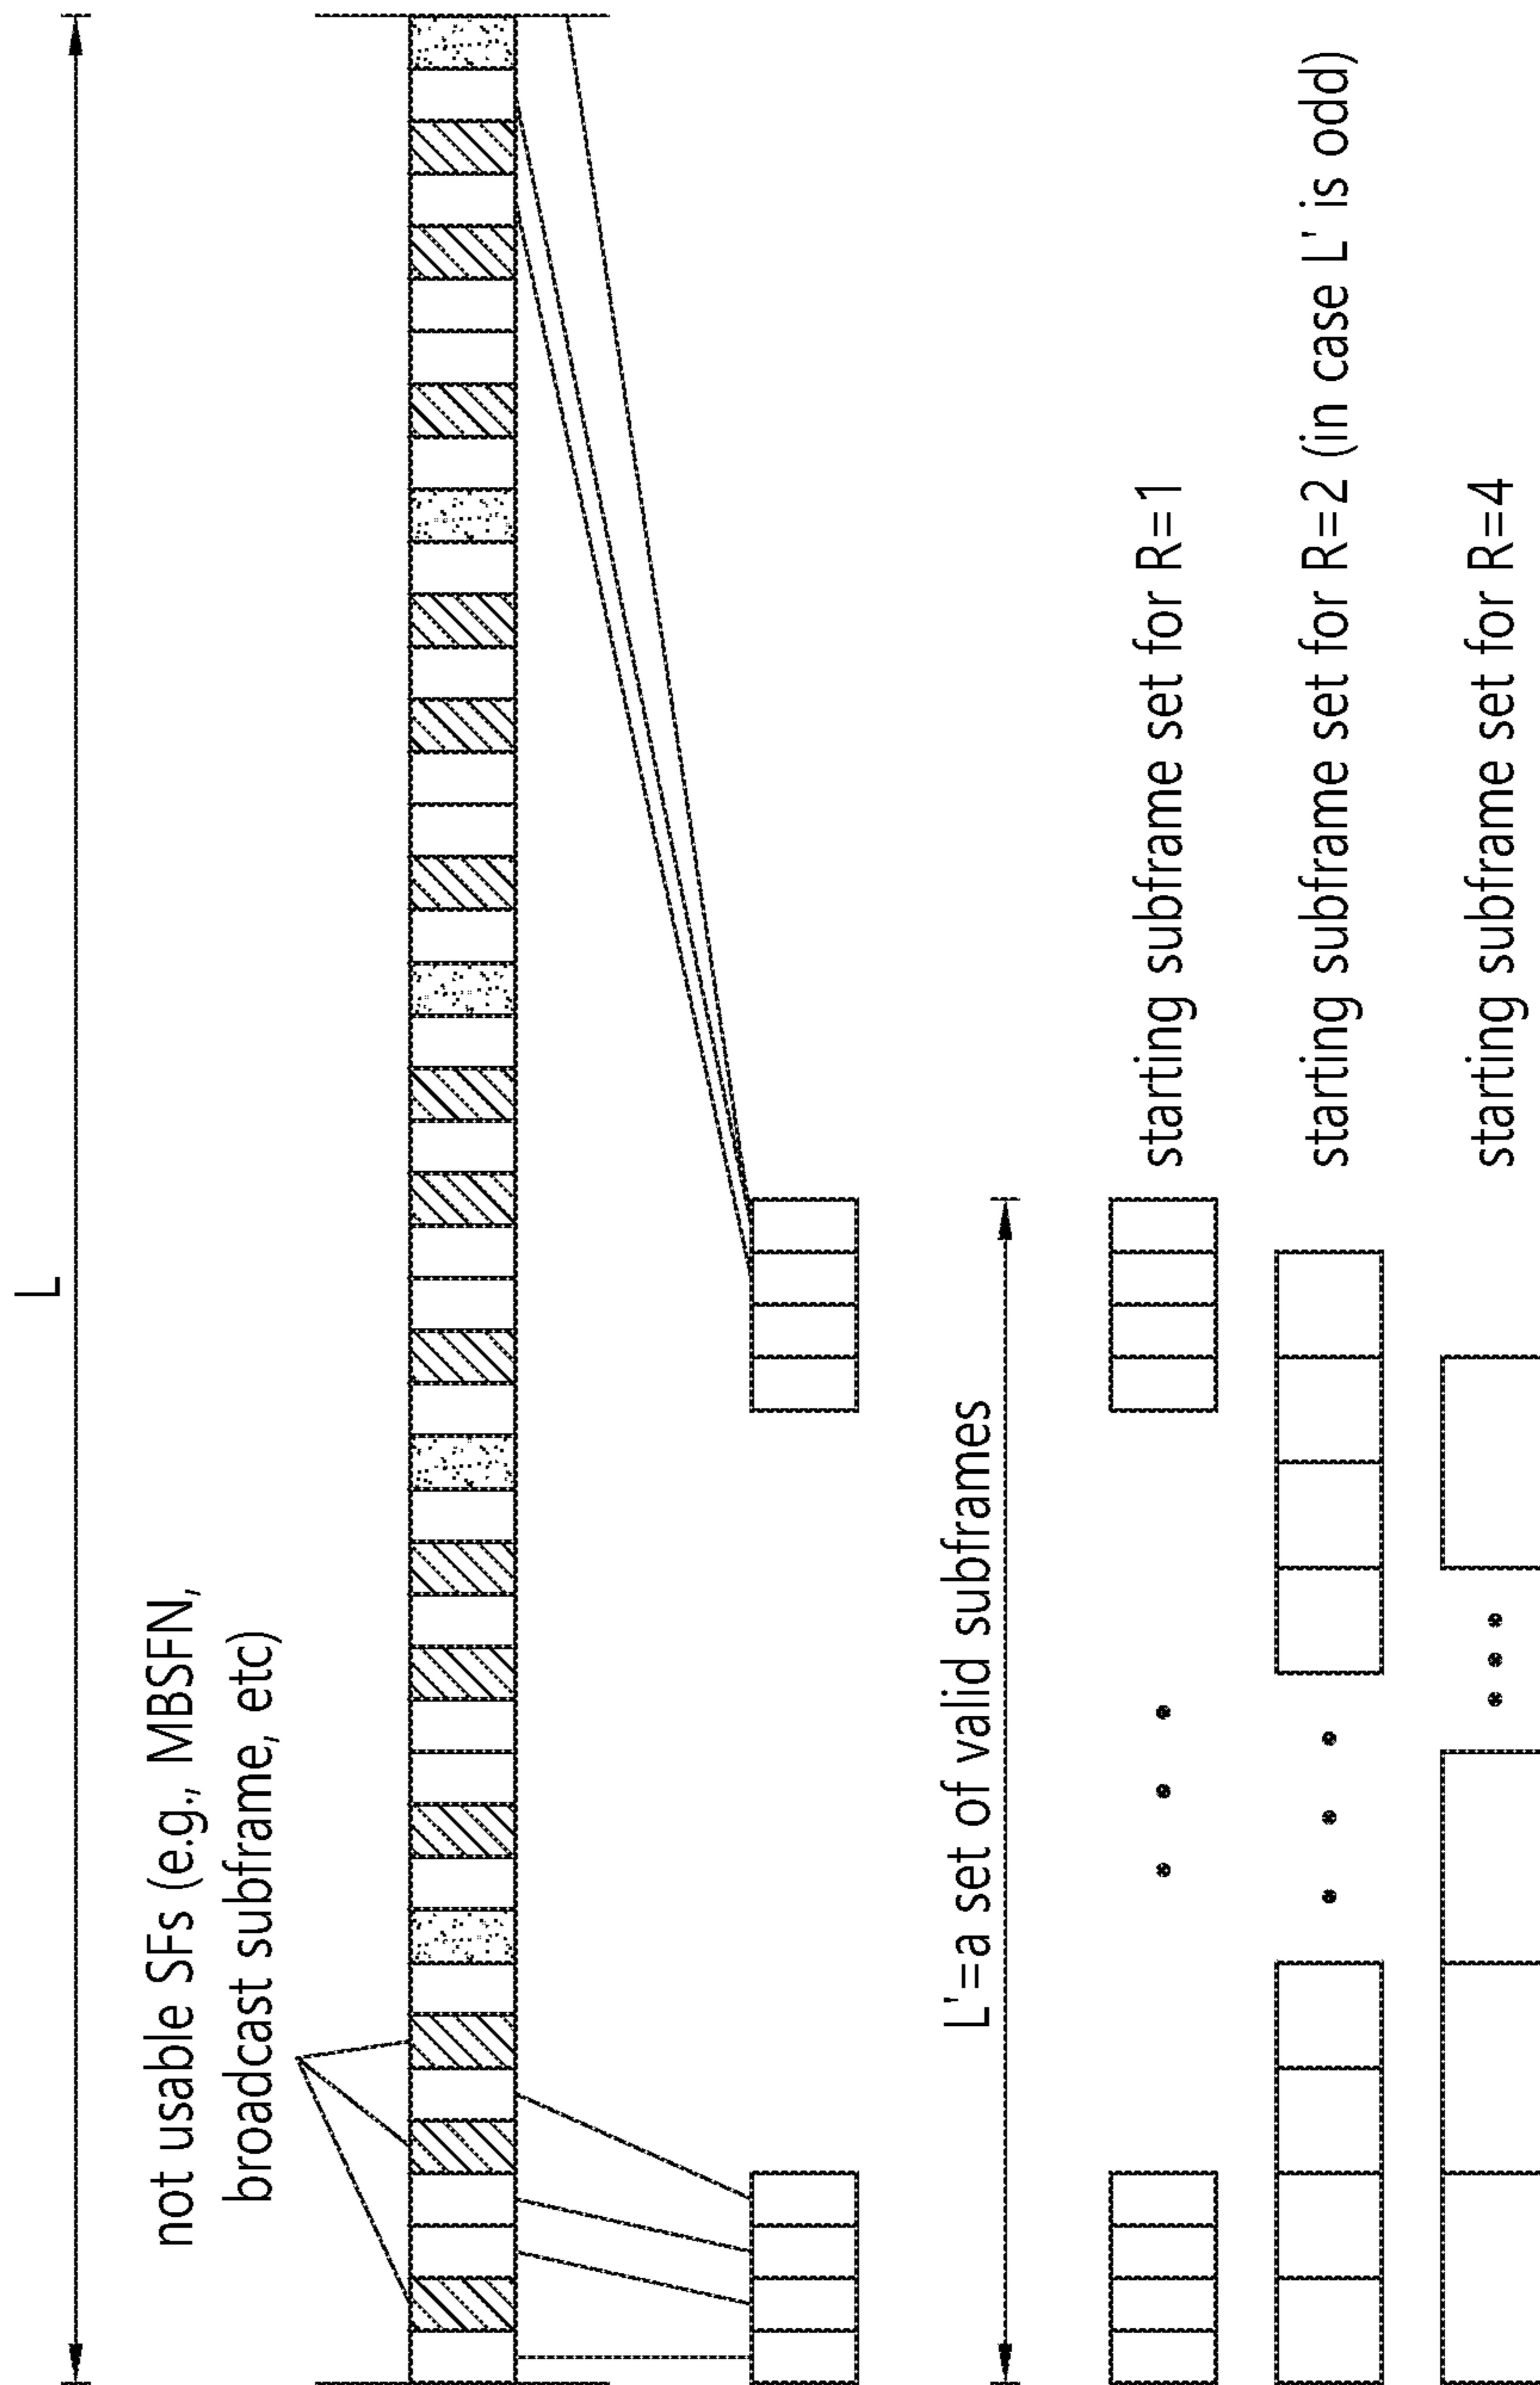 L
not usable SFs (e.g., MBSFN,
broadcast subframe, etc)
L'=a set of valid subframes
starting subframe set for R=1
starting subframe set for R=2 (in case L' is odd)
starting subframe set for R=4